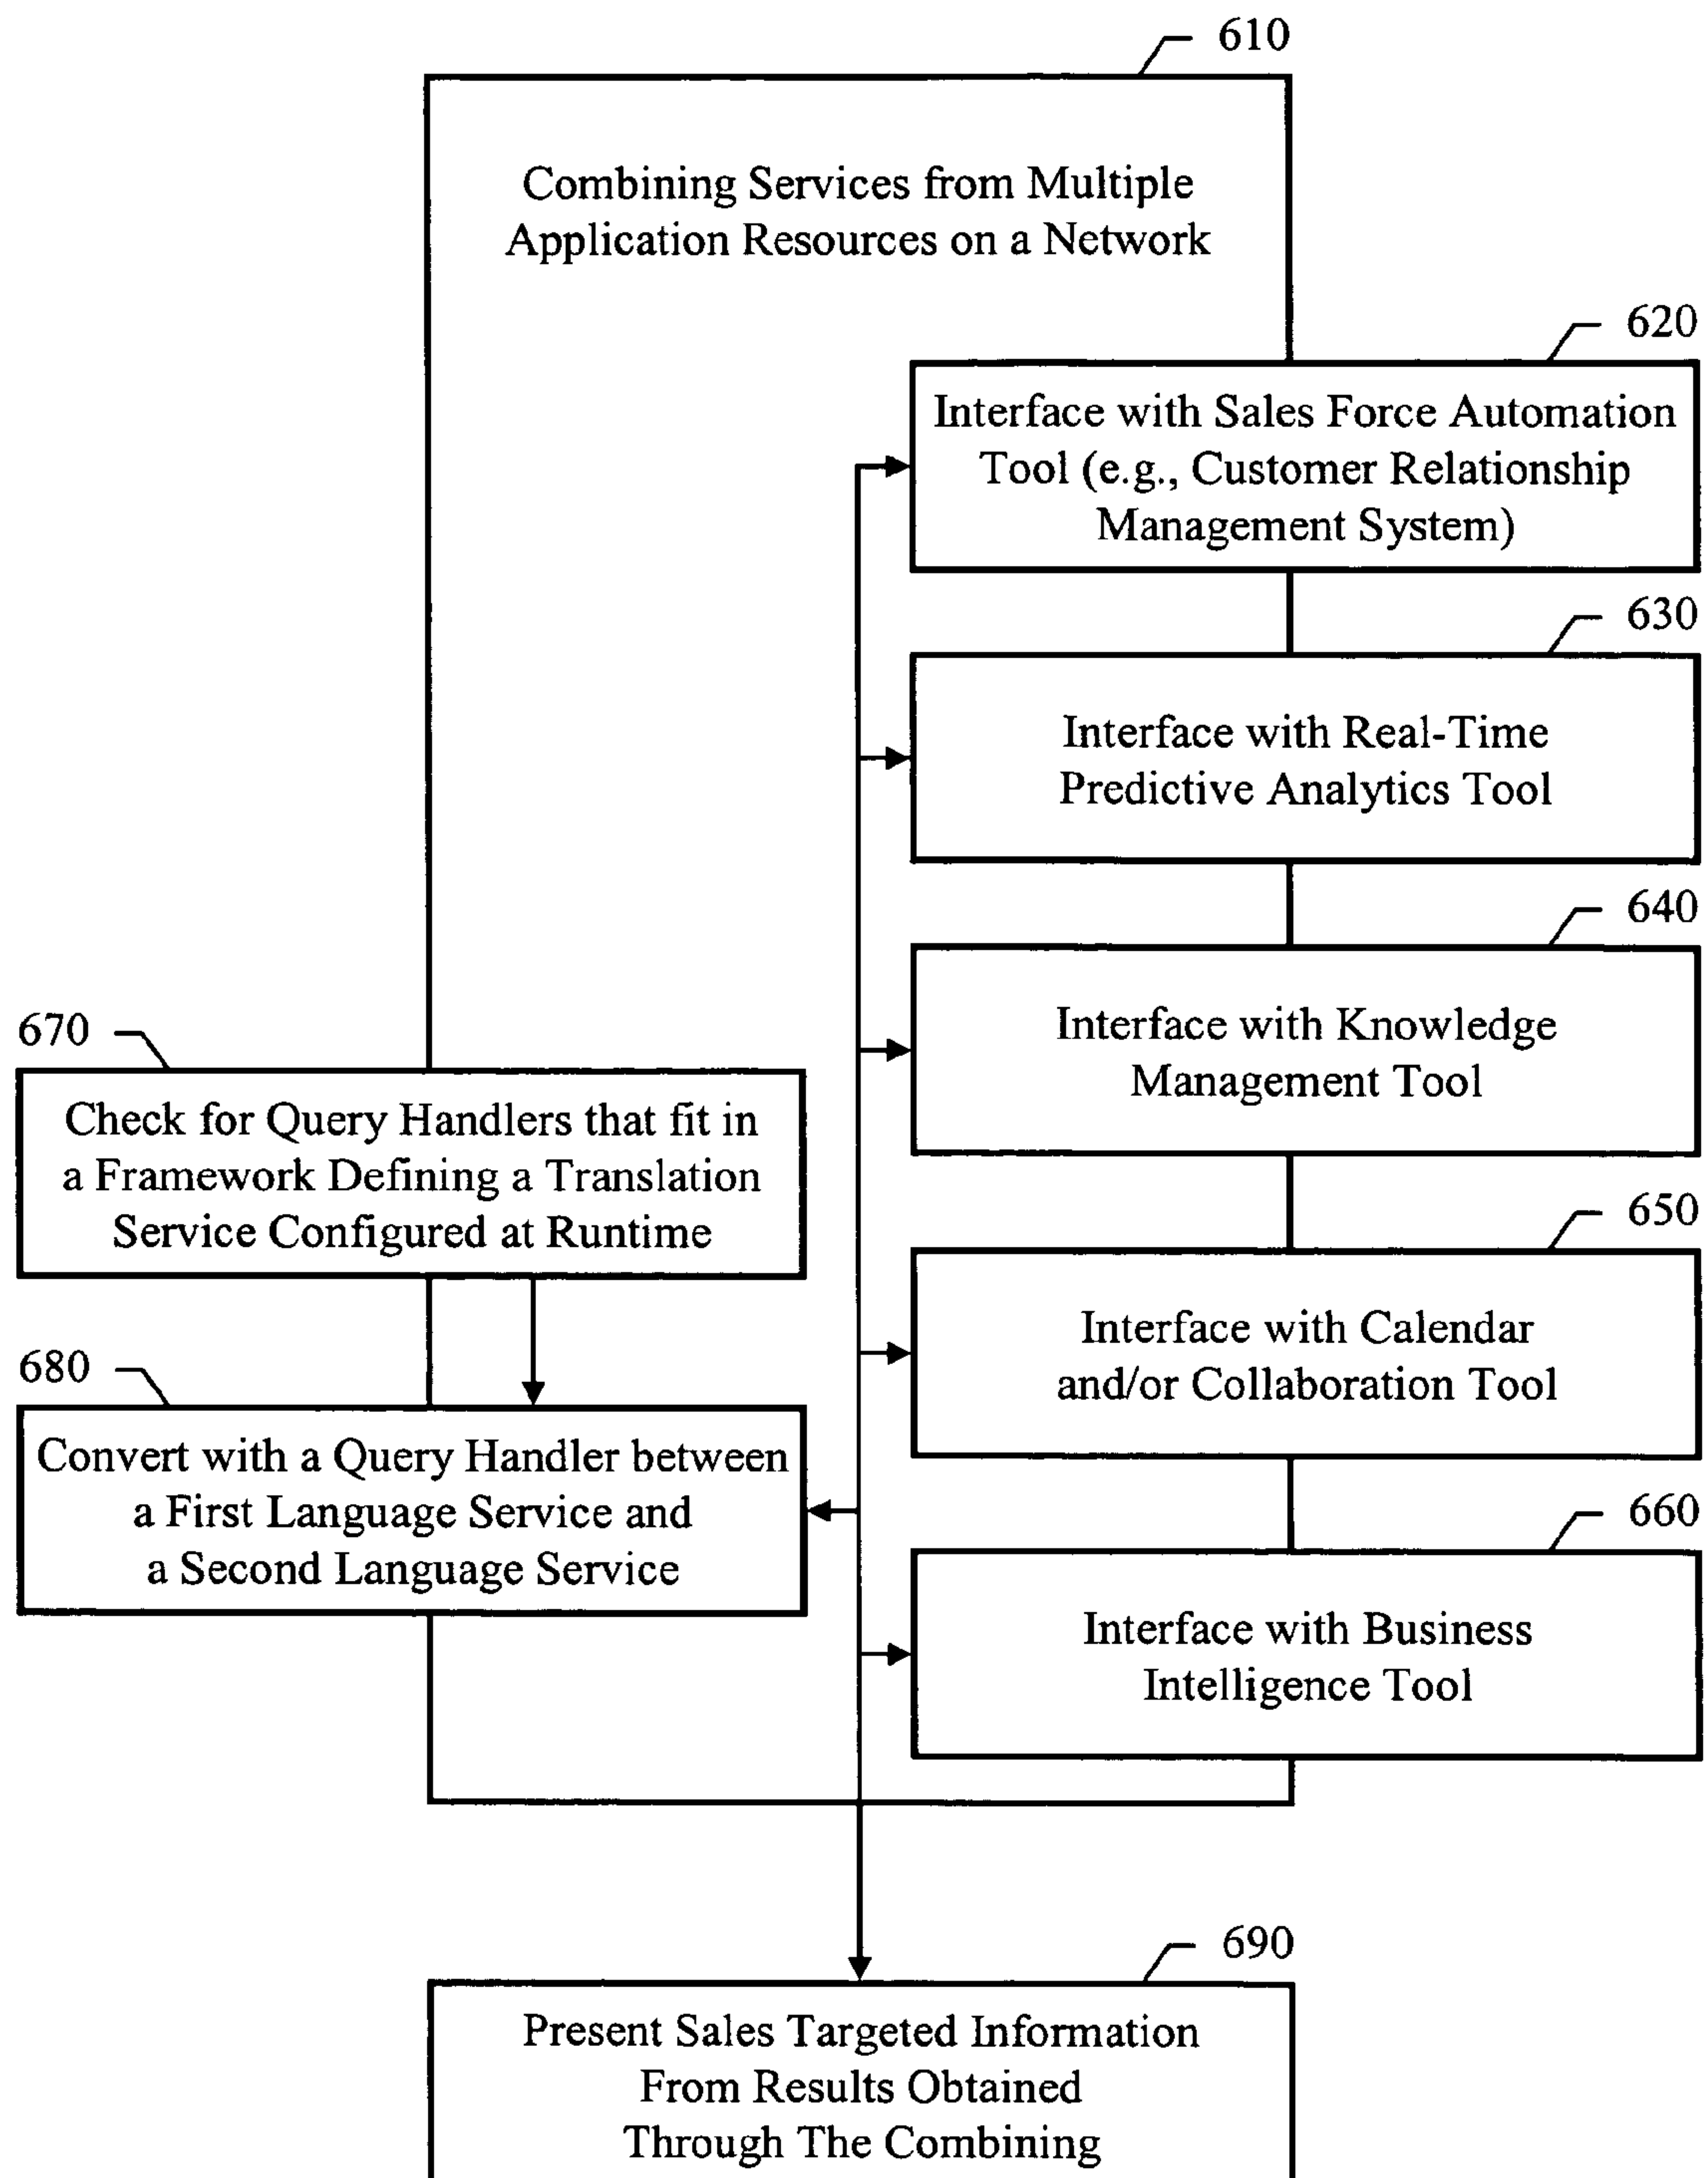 610
Combining Services from Multiple
Application Resources on a Network
620
Interface with Sales Force Automation
Tool (e.g., Customer Relationship
Management System)
630
Interface with Real-Time
Predictive Analytics Tool
640
Interface with Knowledge
Management Tool
670
Check for Query Handlers that fit in
a Framework Defining a Translation
Service Configured at Runtime
650
Interface with Calendar
and/or Collaboration Tool
680
Convert with a Query Handler between
a First Language Service and
a Second Language Service
660
Interface with Business
Intelligence Tool
690
Present Sales Targeted Information
From Results Obtained
Through The Combining